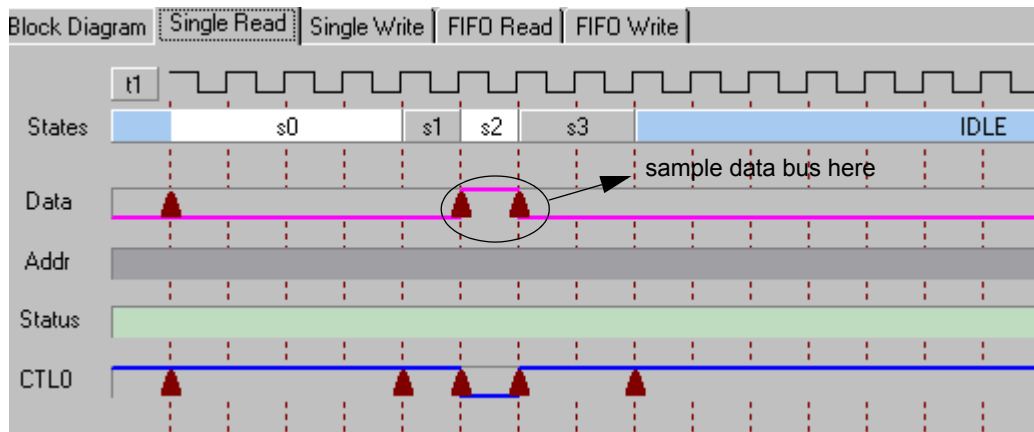 Block Diagram Single Read Single Write FIFO Read FIFO Write
t1
States s0 s1 s2 s3 IDLE
sample data bus here
Data
Addr
Status
CTL0